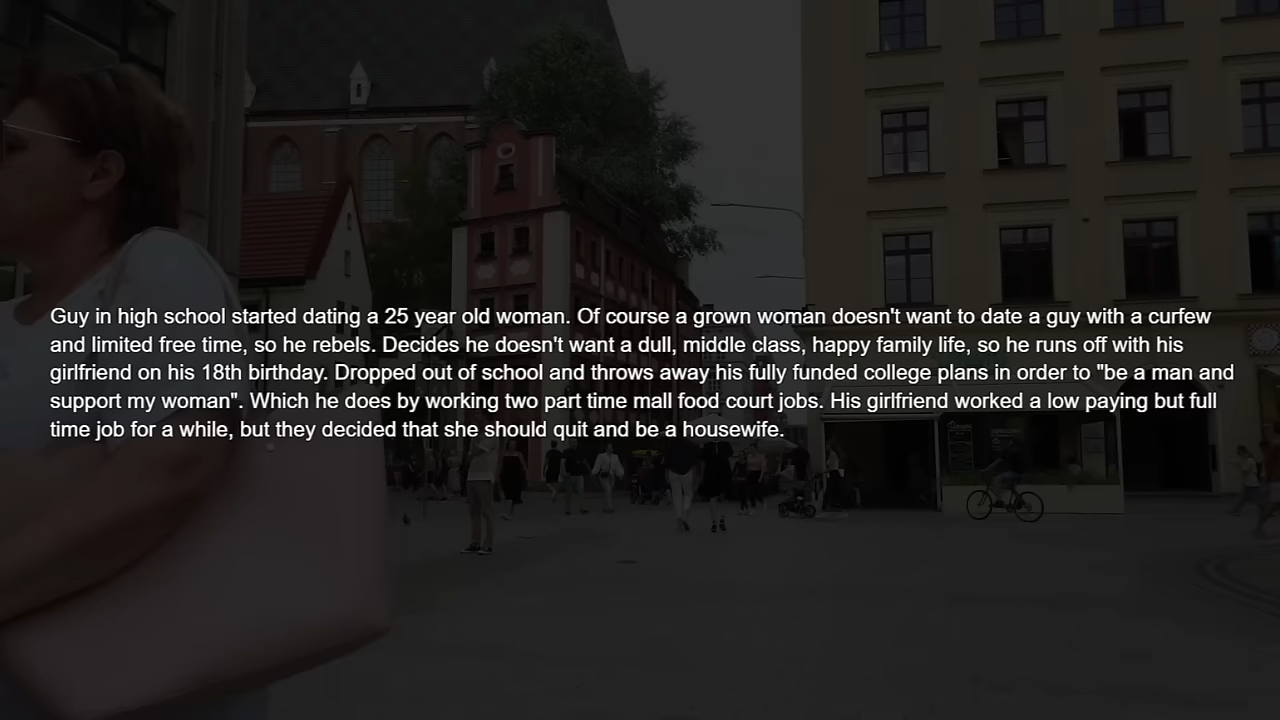 Guy in high school started dating a 25 year old woman. Of course a grown woman doesn't want to date a guy with a curfew
and limited free time, so he rebels. Decides he doesn't want a dull, middle class, happy family life, so he runs off with his
girlfriend on his 18th birthday. Dropped out of school and throws away his fully funded college plans in order to "be a man and
support my woman". Which he does by working two part time mall food court jobs. His girlfriend worked a low paying but full
time job for a while, but they decided that she should quit and be a housewife.